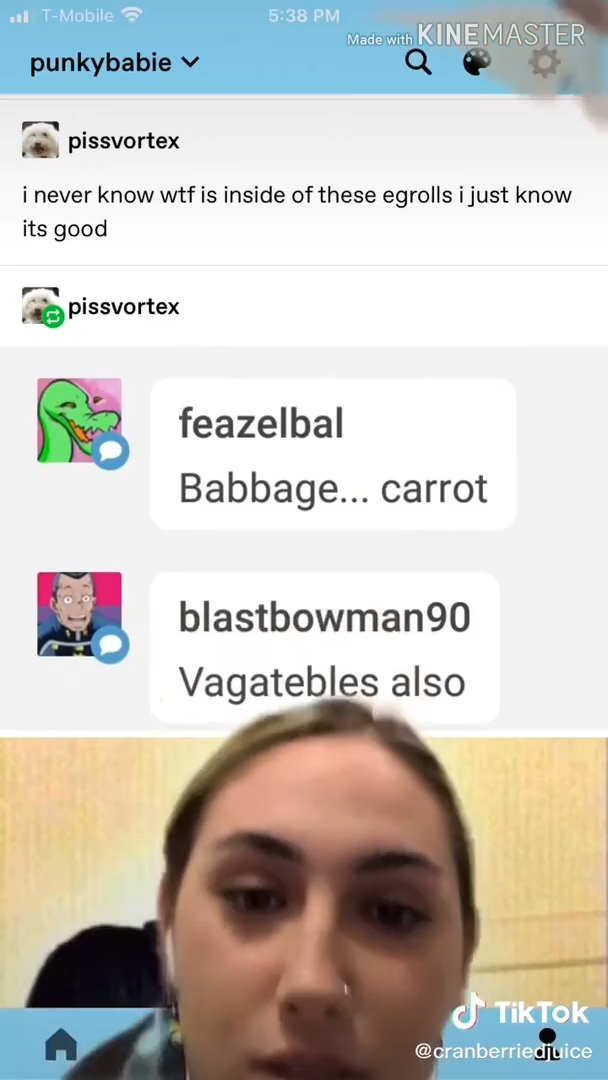 T-Mobile
5:38 PM
Made with KINEMASTER
punkybabie
pissvortex
i never know wtf is inside of these egrolls i just know
its good
pissvortex
feazelbal
Babbage... carrot
blastbowman90
Vagatebles also
TikTok
@cranberriedjuice